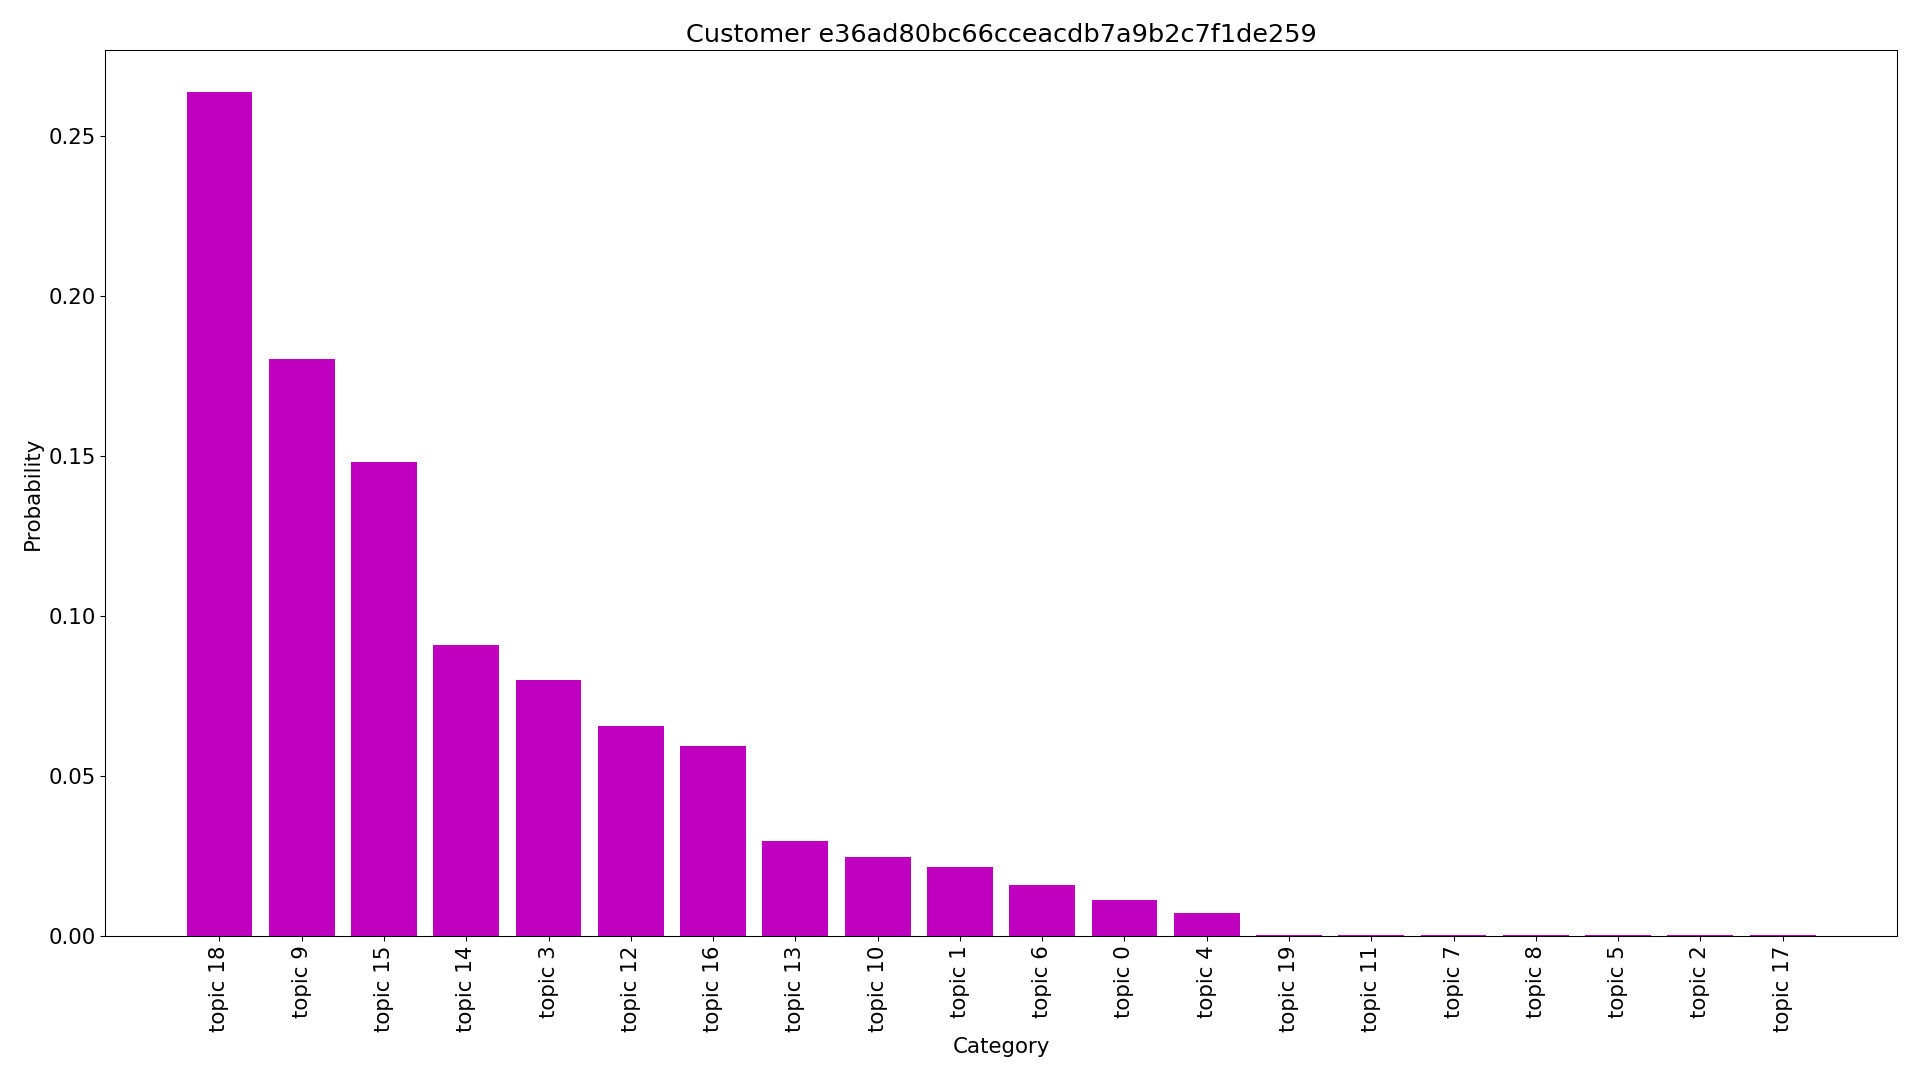 Customer e36ad80bc66cceacdb7a9b2c7f1de259
Probability
0.25
0.20
0.15
0.10
0.05
0.00
topic 18
topic 9
topic 15
topic 14
topic 3
topic 12
topic 16
topic 13
topic 10
topic 1
topic 6
topic 0
topic 4
topic 19
topic 11
topic 7
topic 8
topic 5
topic 2
topic 17
Category